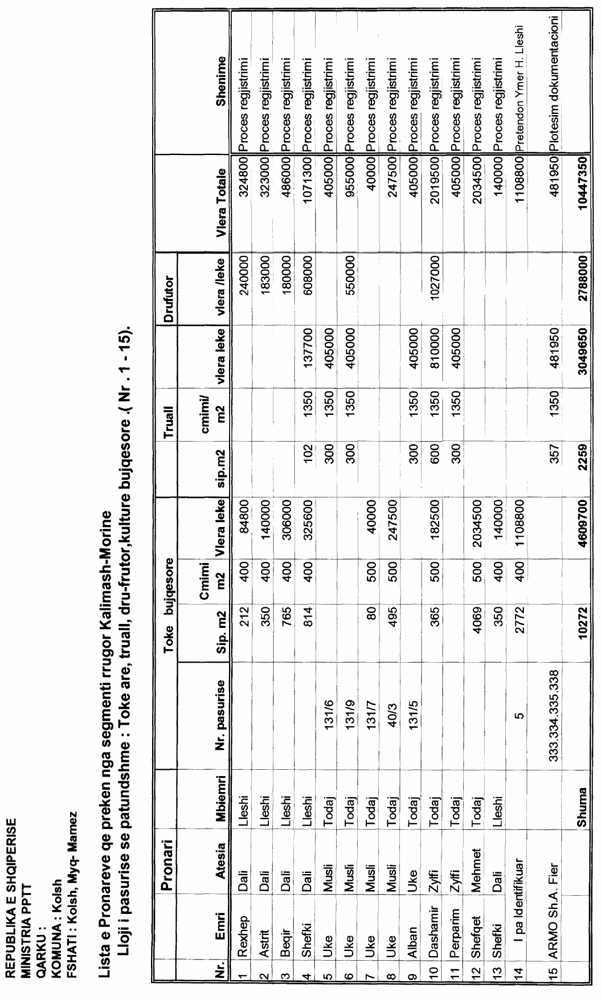 REPUBLIKA E SHQIPERISE
MINISTRIA PPTT
QARKU :
KOMUNA : Kolsh
FSHATI : Kolsh, Myq- Mamez
Lista e Pronareve qe preken nga segmenti rrugor Kalimash-Morine
Lloji i pasurise se patundshme : Toke are, truall, dru-frutor,kulture bujqesore .( Nr . 1 - 15).
Pronari Toke bujqesore Truall Drufutor
Nr. Emri Atesia Mbiemri Nr. pasurise Sip. m2 Cmimi m2 Vlera leke sip.m2 cmimi/ m2 vlera leke vlera /leke Vlera Totale Shenime
1 Rexhep Dali Lleshi 212 400 84800 240000 324800 Proces regjistrimi
2 Astrit Dali Lleshi 350 400 140000 183000 323000 Proces regjistrimi
3 Beqir Dali Lleshi 765 400 306000 180000 486000 Proces regjistrimi
4 Shefki Dali Lleshi 814 400 325600 102 1350 137700 608000 1071300 Proces regjistrimi
5 Uke Musli Todaj 131/6 300 1350 405000 405000 Proces regjistrimi
6 Uke Musli Todaj 131/9 300 1350 405000 550000 955000 Proces regjistrimi
7 Uke Musli Todaj 131/7 80 500 40000 40000 Proces regjistrimi
8 Uke Musli Todaj 40/3 495 500 247500 247500 Proces regjistrimi
9 Alban Uke Todaj 131/5 300 1350 405000 405000 Proces regjistrimi
10 Dashamir Zylfi Todaj 365 500 182500 600 1350 810000 1027000 2019500 Proces regjistrimi
11 Perparim Zylfi Todaj 300 1350 405000 405000 Proces regjistrimi
12 Shefqet Mehmet Todaj 4069 500 2034500 2034500 Proces regjistrimi
13 Shefki Dali Lleshi 350 400 140000 140000 Proces regjistrimi
14 I pa Identifikuar 5 2772 400 1108800 1108800 Pretendon Ymer H. Lleshi
15 ARMO Sh.A. Fier 333.334.335.338 357 1350 481950 481950 Plotesim dokumentacioni
Shuma 10272 4609700 2259 3049650 2788000 10447350